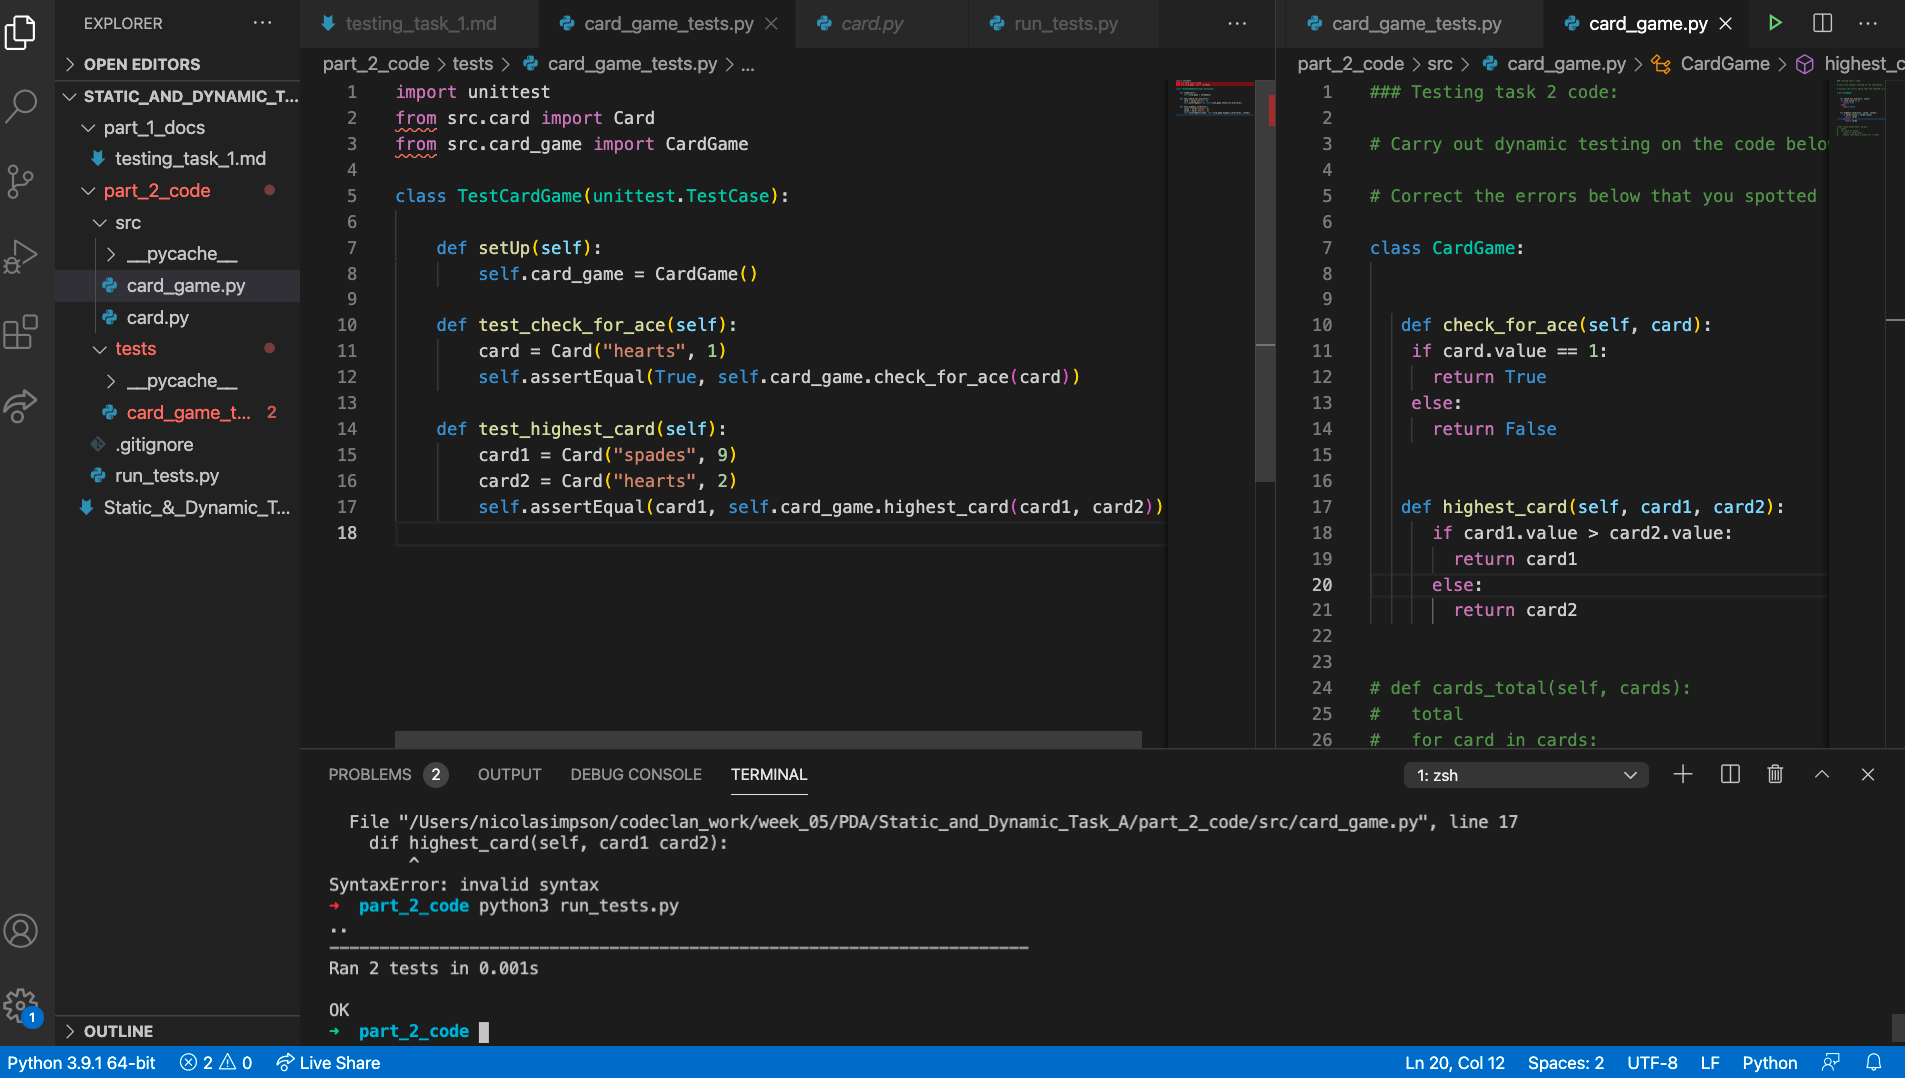 EXPLORER
OPEN EDITORS
STATIC_AND_DYNAMIC_T...
part_1_docs
testing_task_1.md
part_2_code
src
__pycache__
card_game.py
card.py
tests
__pycache__
card_game_t... 2
.gitignore
run_tests.py
Static_&_Dynamic_T...
OUTLINE
testing_task_1.md card_game_tests.py card.py run_tests.py
part_2_code > tests > card_game_tests.py > ...
1 import unittest
2 from src.card import Card
3 from src.card_game import CardGame
4
5 class TestCardGame(unittest.TestCase):
6
7 def setUp(self):
8 self.card_game = CardGame()
9
10 def test_check_for_ace(self):
11 card = Card("hearts", 1)
12 self.assertEqual(True, self.card_game.check_for_ace(card))
13
14 def test_highest_card(self):
15 card1 = Card("spades", 9)
16 card2 = Card("hearts", 2)
17 self.assertEqual(card1, self.card_game.highest_card(card1, card2))
18
card_game_tests.py card_game.py
part_2_code > src > card_game.py > CardGame > highest_c
1 ### Testing task 2 code:
2
3 # Carry out dynamic testing on the code belo
4
5 # Correct the errors below that you spotted
6
7 class CardGame:
8
9
10 def check_for_ace(self, card):
11 if card.value == 1:
12 return True
13 else:
14 return False
15
16
17 def highest_card(self, card1, card2):
18 if card1.value > card2.value:
19 return card1
20 else:
21 return card2
22
23
24 # def cards_total(self, cards):
25 # total
26 # for card in cards:
PROBLEMS 2 OUTPUT DEBUG CONSOLE TERMINAL 1: zsh
File "/Users/nicolasimpson/codeclan_work/week_05/PDA/Static_and_Dynamic_Task_A/part_2_code/src/card_game.py", line 17
dif highest_card(self, card1 card2):
^
SyntaxError: invalid syntax
➜ part_2_code python3 run_tests.py
..
----------------------------------------------------------------------
Ran 2 tests in 0.001s
OK
➜ part_2_code
1
Python 3.9.1 64-bit 2 0 Live Share Ln 20, Col 12 Spaces: 2 UTF-8 LF Python